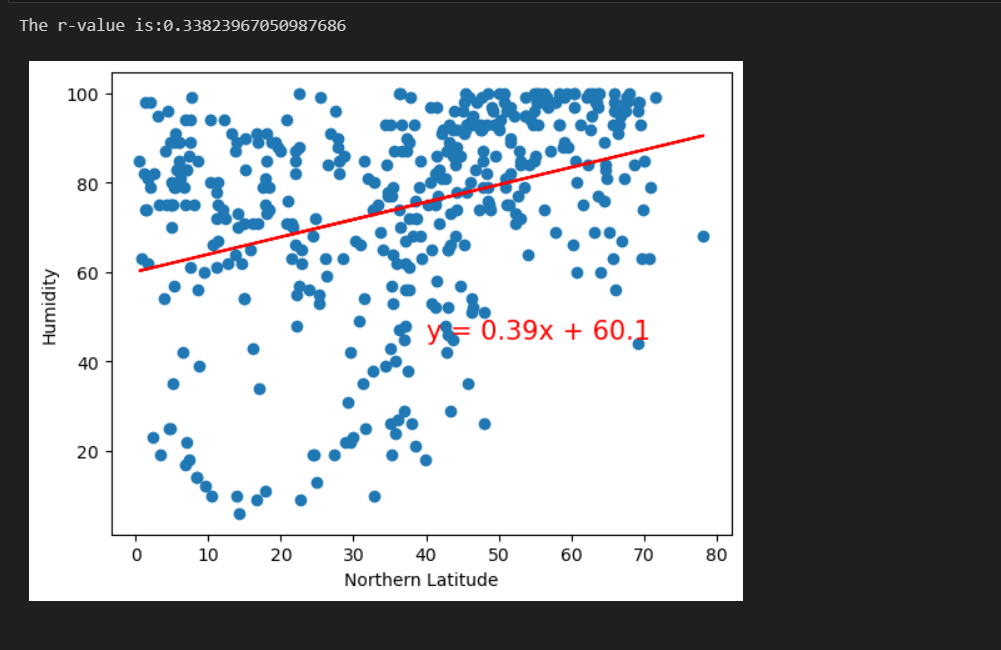 The r-value is:0.33823967050987686
100
80
60
40
20
Humidity
y = 0.39x + 60.1
0 10 20 30 40 50 60 70 80
Northern Latitude